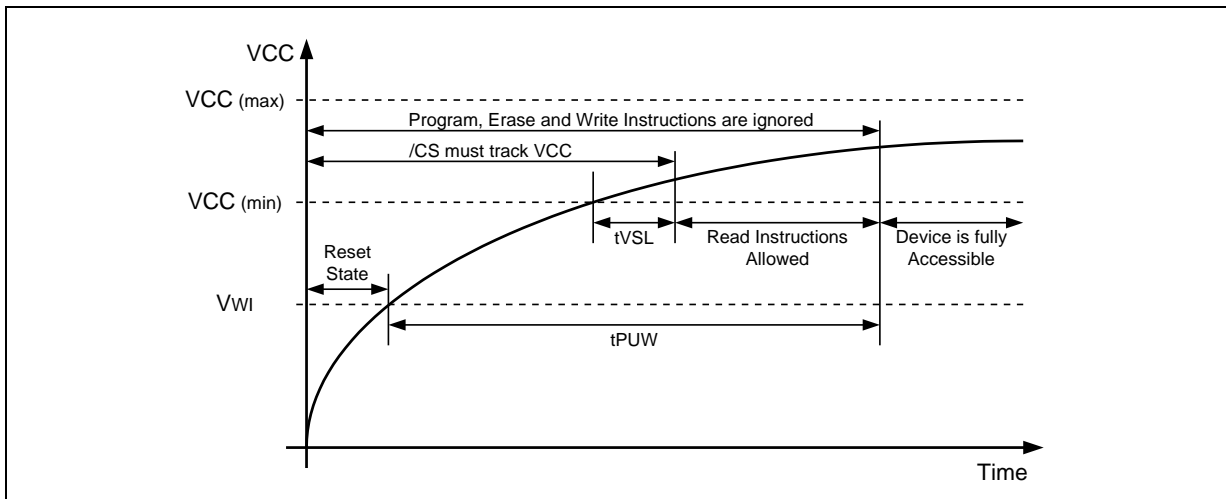 VCC
VCC (max)
Program, Erase and Write Instructions are ignored
/CS must track VCC
VCC (min)
tVSL
Read Instructions
Allowed
Device is fully
Accessible
Reset
State
VWI
tPUW
Time